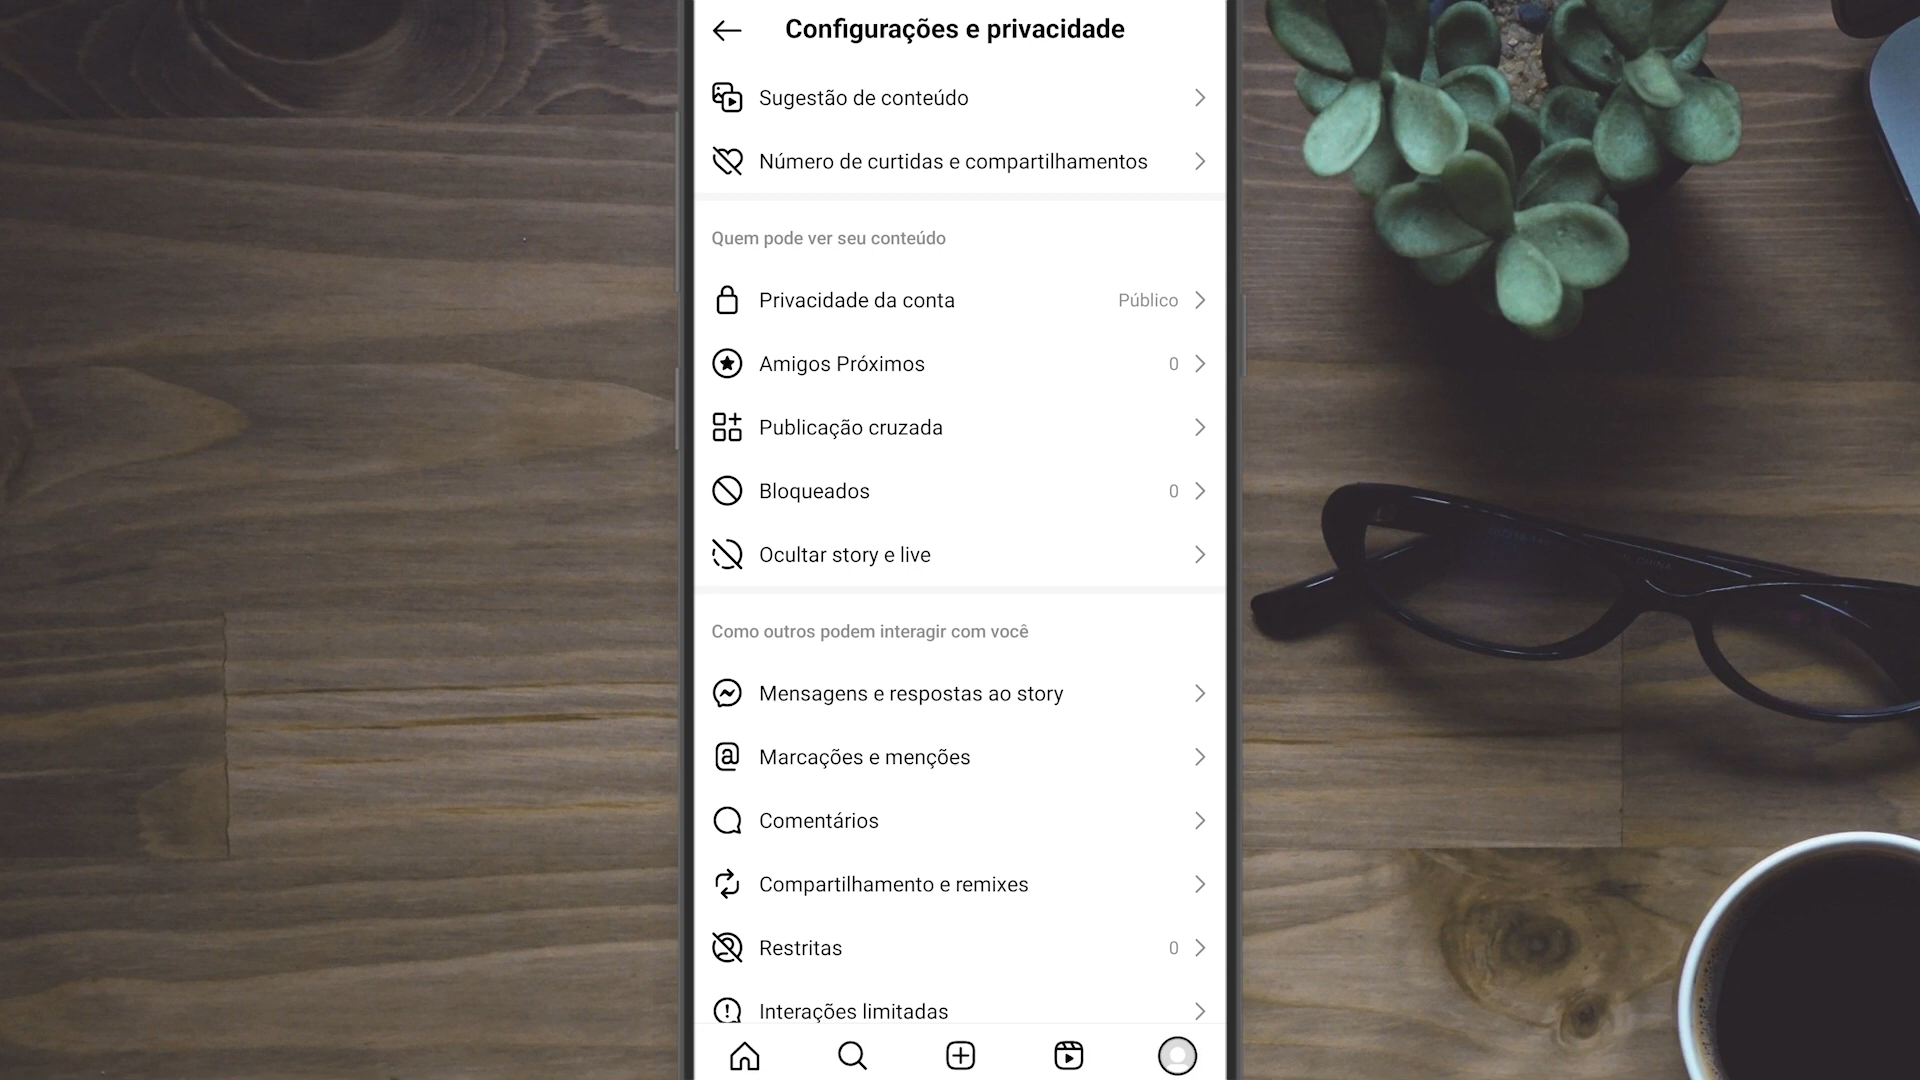 Configurações e privacidade
Sugestão de conteúdo
Número de curtidas e compartilhamentos
Quem pode ver seu conteúdo
Privacidade da conta Público
Amigos Próximos 0
Publicação cruzada
Bloqueados 0
Ocultar story e live
Como outros podem interagir com você
Mensagens e respostas ao story
Marcações e menções
Comentários
Compartilhamento e remixes
Restritas 0
Interações limitadas